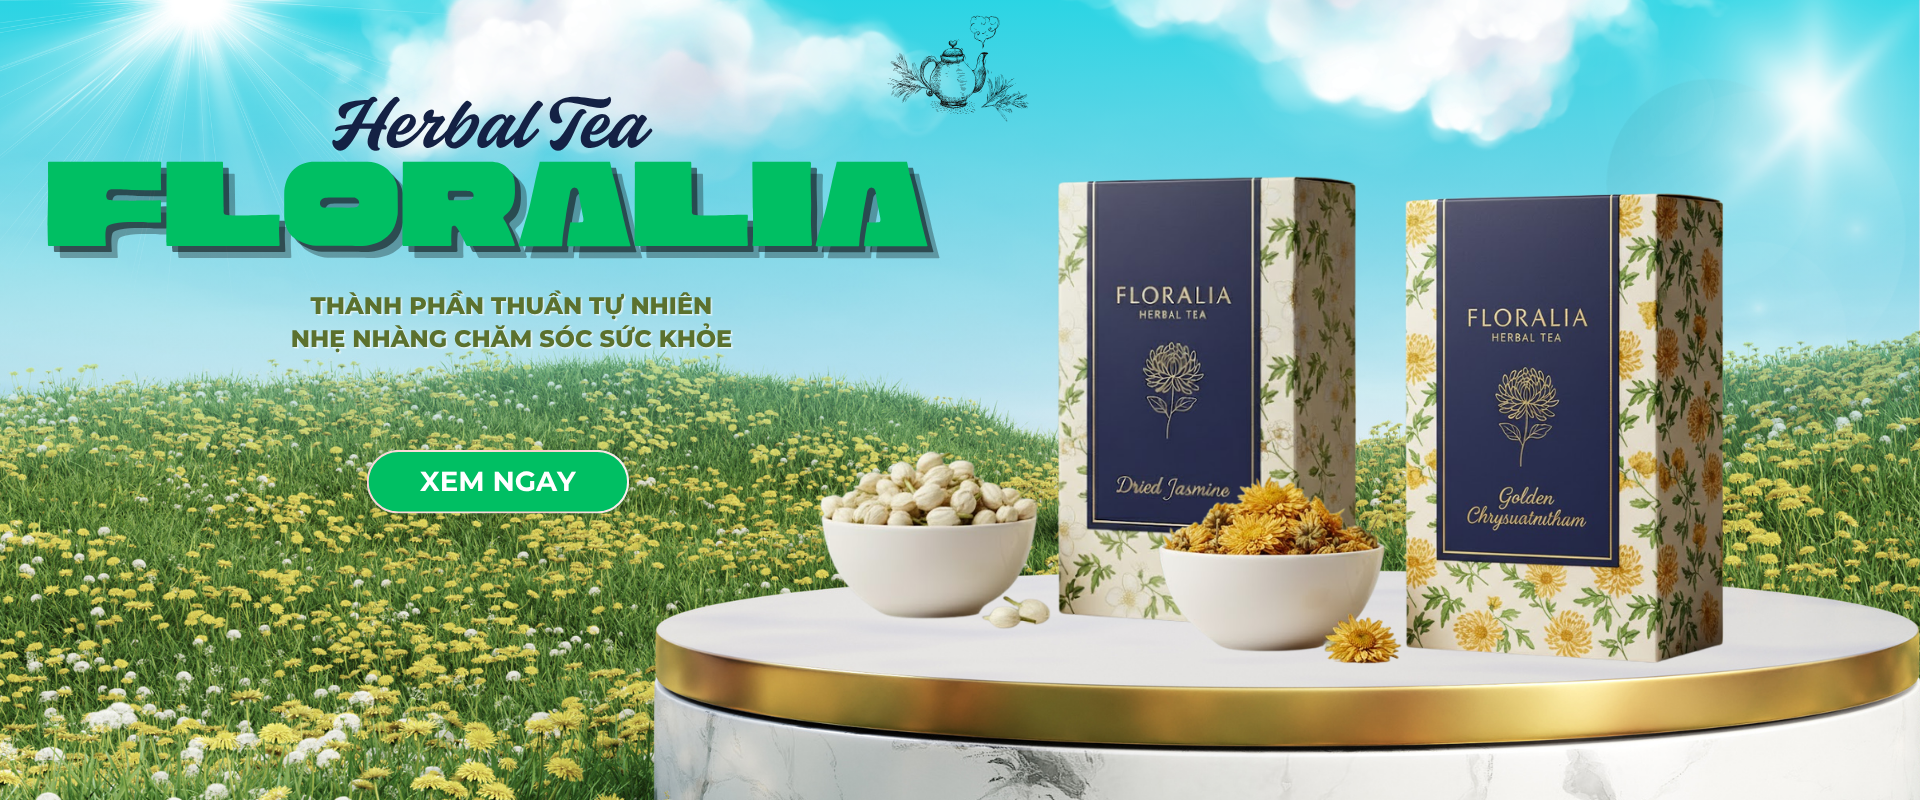 Herbal Tea
FLORALIA
THÀNH PHẦN THUẦN TỰ NHIÊN
NHẸ NHÀNG CHĂM SÓC SỨC KHỎE
XEM NGAY
FLORALIA
HERBAL TEA
Dried Jasmine
FLORALIA
HERBAL TEA
Golden
Chrysuatnutham